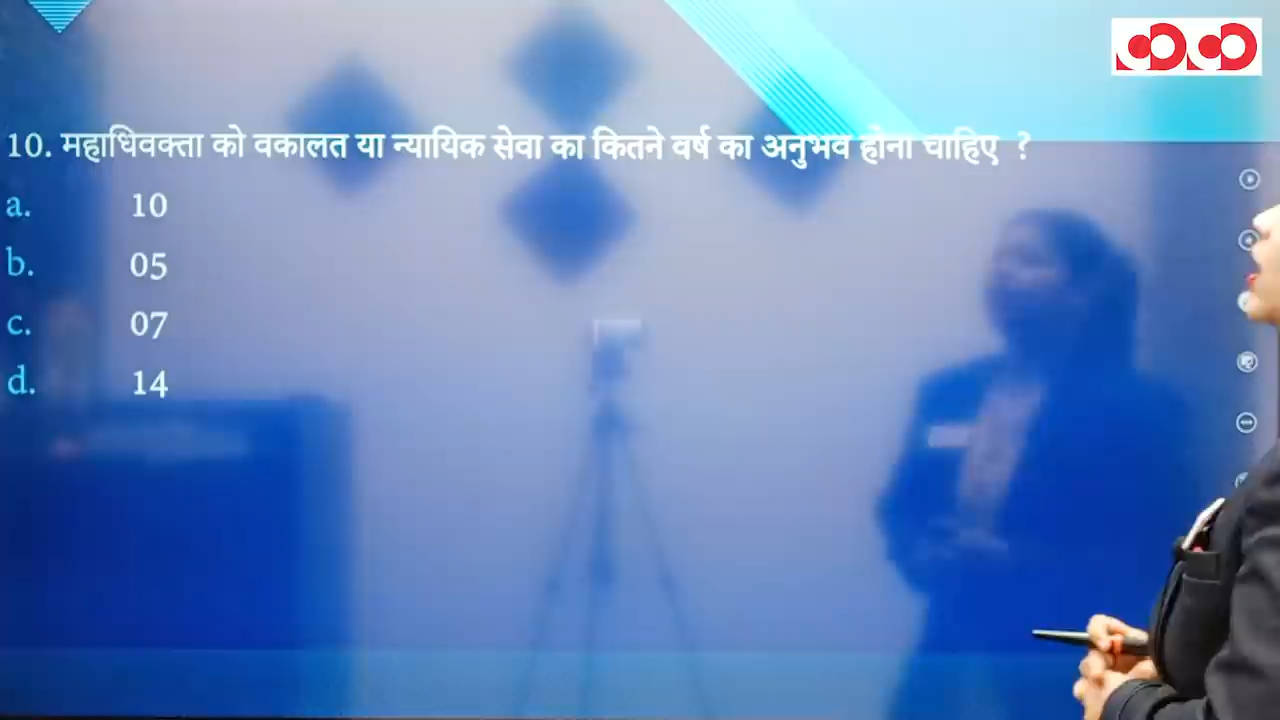 10. महाधिवक्ता को वकालत या न्यायिक सेवा का कितने वर्ष का अनुभव होना चाहिए ?
a. 10
b. 05
c. 07
d. 14